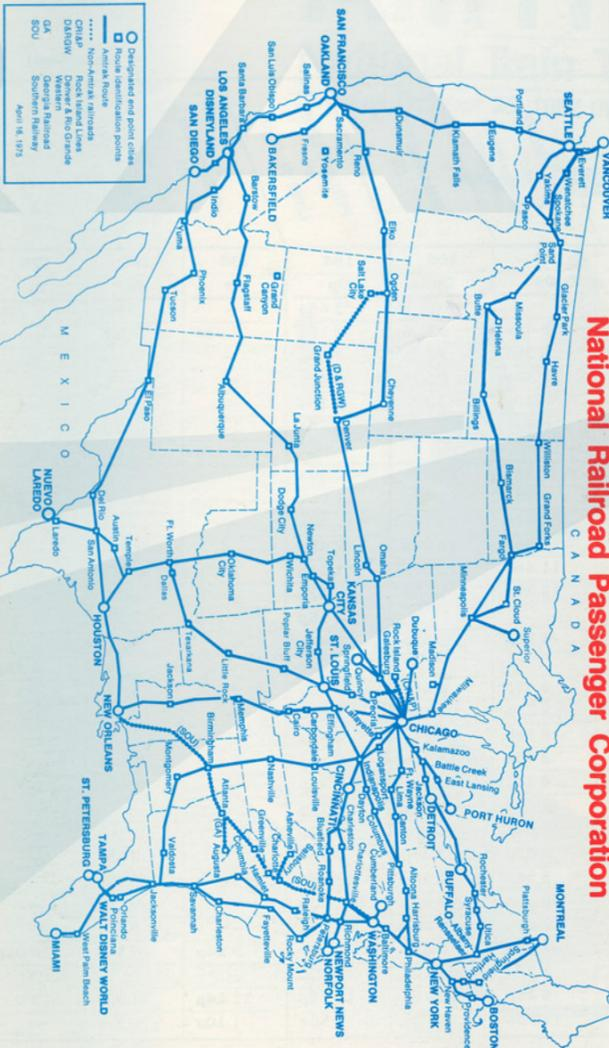 National Railroad Passenger Corporation
CANADA
VANCOUVER
SEATTLE
Everett
Wenatchee
Yakima
Spokane
Pasco
Sand Point
Portland
Eugene
Klamath Falls
Dunsmuir
Glacier Park
Havre
Williston
Grand Forks
Missoula
Helena
Butte
Billings
Bismarck
Fargo
St. Cloud
Superior
Minneapolis
Milwaukee
Madison
SAN FRANCISCO
OAKLAND
Sacramento
Reno
Elko
Ogden
Salt Lake City
Cheyenne
(D & RGW)
Grand Junction
Denver
Lincoln
Omaha
Salinas
Fresno
Yosemite
San Luis Obispo
BAKERSFIELD
Santa Barbara
LOS ANGELES
DISNEYLAND
SAN DIEGO
Barstow
Indio
Yuma
Phoenix
Tucson
Grand Canyon
Flagstaff
Albuquerque
La Junta
Dodge City
Newton
Wichita
Emporia
Topeka
KANSAS CITY
Oklahoma City
El Paso
Del Rio
San Antonio
Austin
Temple
Ft. Worth
Dallas
NUEVO LAREDO
Laredo
MEXICO
HOUSTON
Texarkana
Little Rock
Poplar Bluff
Jefferson City
ST. LOUIS
Springfield
Quincy
Galesburg
Rock Island
Dubuque
Peoria
CHICAGO
Kalamazoo
Battle Creek
East Lansing
Jackson
PORT HURON
DETROIT
Ft. Wayne
Lima
Canton
Logansport
Lafayette
Indianapolis
Dayton
Columbus
Pittsburgh
Altoona
Harrisburg
Cumberland
CINCINNATI
Charleston
Charlottesville
Effingham
Carbondale
Cairo
Memphis
Jackson
NEW ORLEANS
(SOU)
Birmingham
Montgomery
Nashville
Louisville
Bluefield
Roanoke
Atlanta
(GA)
Augusta
Greenville
Asheville
Salisbury
Charlotte
(SOU)
Columbia
Hamlet
Raleigh
Petersburg
Richmond
NEWPORT NEWS
NORFOLK
Rocky Mount
Fayetteville
Charleston
Savannah
Valdosta
Jacksonville
Orlando
Poinciana
WALT DISNEY WORLD
TAMPA
ST. PETERSBURG
West Palm Beach
MIAMI
WASHINGTON
Baltimore
Philadelphia
NEW YORK
BUFFALO
Rochester
Syracuse
Utica
Albany-
Rensselaer
Plattsburgh
MONTREAL
Springfield
Hartford
New Haven
Providence
BOSTON
Designated end point cities
Route identification points
Amtrak Route
Non-Amtrak railroads
CRI&P Rock Island Lines
D&RGW Denver & Rio Grande Western
GA Georgia Railroad
SOU Southern Railway
April 16, 1975